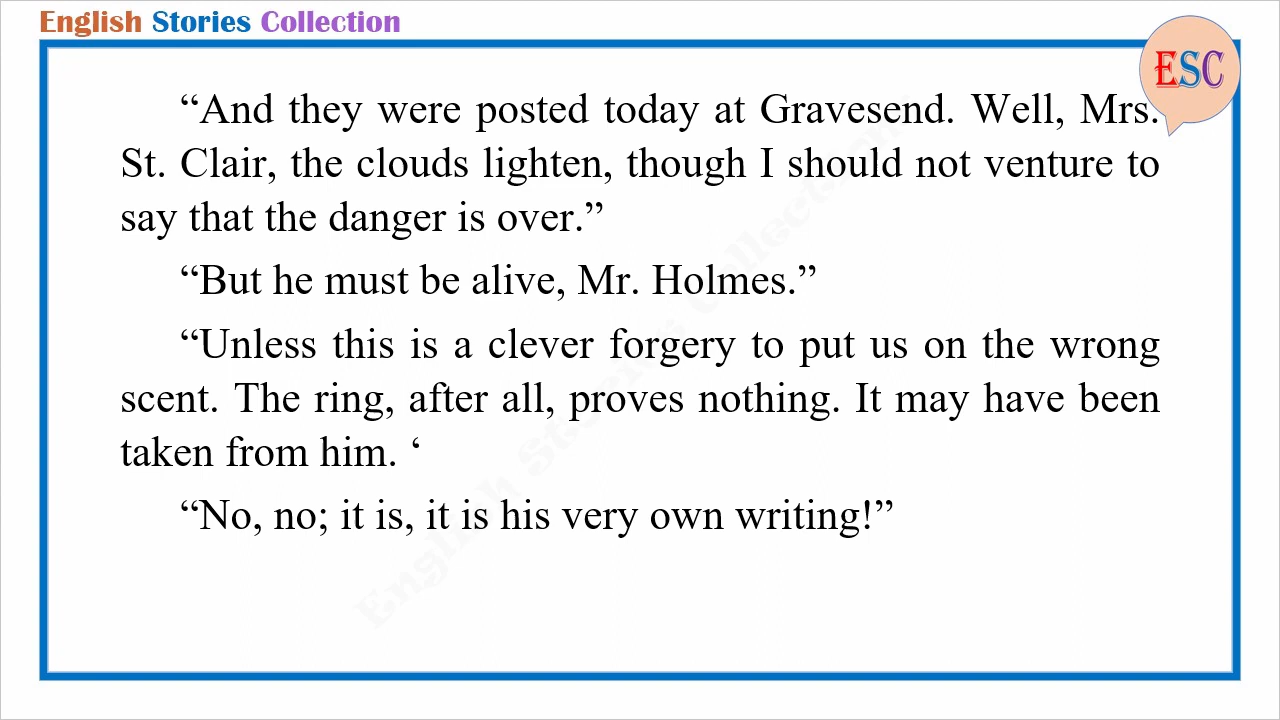 English Stories Collection
ESC
“And they were posted today at Gravesend. Well, Mrs.
St. Clair, the clouds lighten, though I should not venture to
say that the danger is over.”
“But he must be alive, Mr. Holmes.”
“Unless this is a clever forgery to put us on the wrong
scent. The ring, after all, proves nothing. It may have been
taken from him. ‘
“No, no; it is, it is his very own writing!”
English Stories Collection